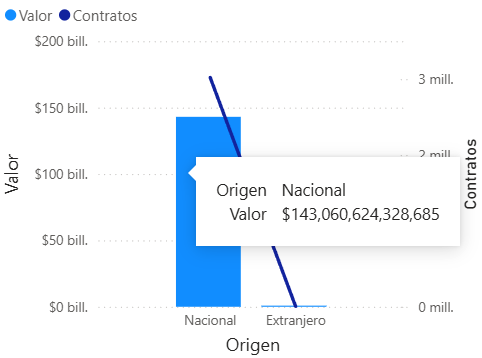 Valor Contratos
$200 bill.
$150 bill.
$100 bill.
$50 bill.
$0 bill.
Valor
3 mill.
2 mill.
0 mill.
Contratos
Origen Nacional
Valor $143,060,624,328,685
Nacional Extranjero
Origen